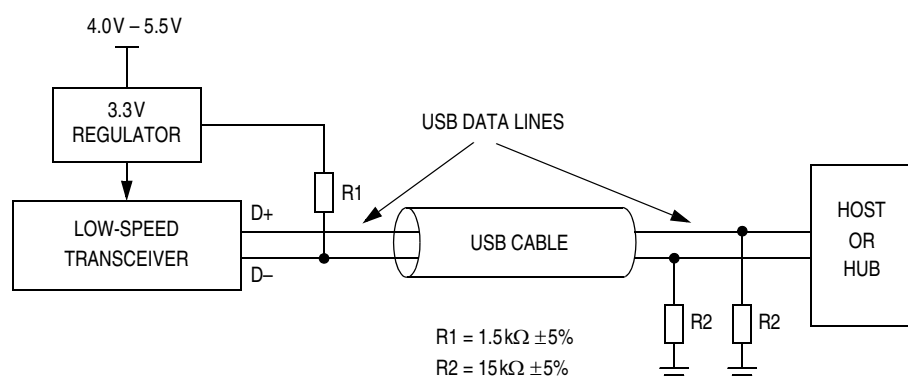 4.0V – 5.5V
3.3V
REGULATOR
USB DATA LINES
R1
D+
LOW-SPEED
TRANSCEIVER
D–
USB CABLE
HOST
OR
HUB
R2
R2
R1 = 1.5kΩ ±5%
R2 = 15kΩ ±5%